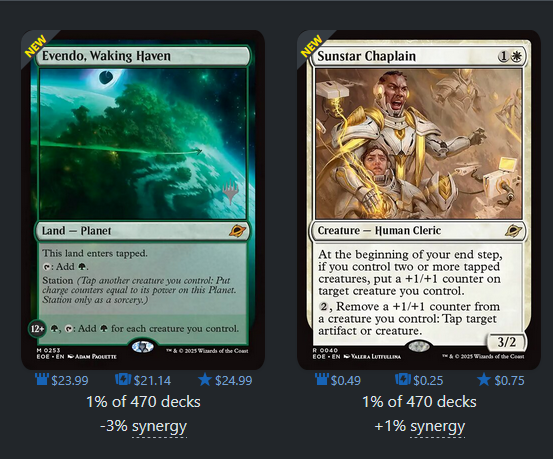 NEW
Evendo, Waking Haven
Land — Planet
This land enters tapped.
: Add .
Station (Tap another creature you control: Put
charge counters equal to its power on this Planet.
Station only as a sorcery.)
12+ , : Add for each creature you control.
M 0253
EOE • EN ADAM PAQUETTE ™ & © 2025 Wizards of the Coast
$23.99 $21.14 $24.99
1% of 470 decks
-3% synergy
NEW
Sunstar Chaplain 1
Creature — Human Cleric
At the beginning of your end step,
if you control two or more tapped
creatures, put a +1/+1 counter on
target creature you control.
2, Remove a +1/+1 counter from
a creature you control: Tap target
artifact or creature.
3/2
R 0040
EOE • EN VALERA LUTFULLINA ™ & © 2025 Wizards of the Coast
$0.49 $0.25 $0.75
1% of 470 decks
+1% synergy